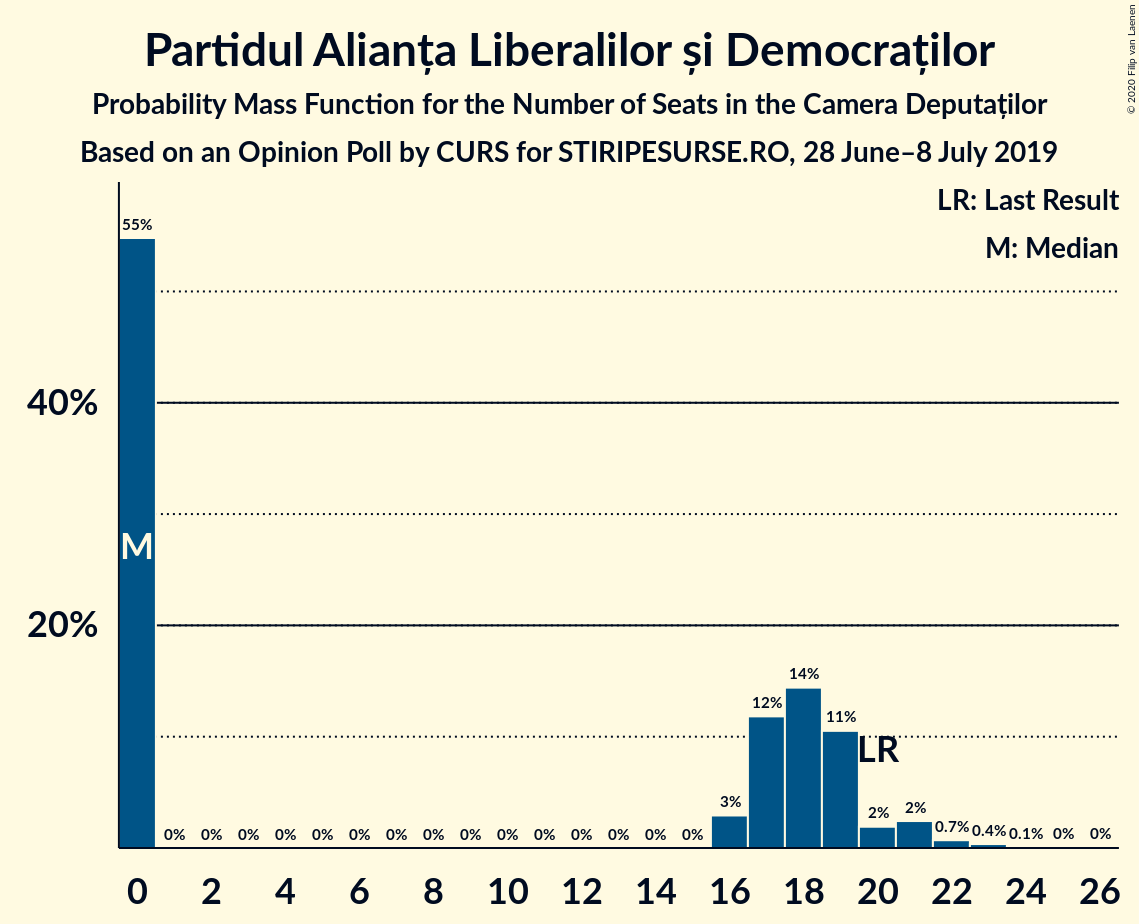 Partidul Alianța Liberalilor și Democraților
Probability Mass Function for the Number of Seats in the Camera Deputaților
Based on an Opinion Poll by CURS for STIRIPESURSE.RO, 28 June–8 July 2019
© 2020 Filip van Laenen
LR: Last Result
M: Median
55%
40%
M
20%
14%
12%
11%
LR
3%
2%
2%
0.7%
0.4%
0.1%
0% 0% 0% 0% 0% 0% 0% 0% 0% 0% 0% 0% 0% 0% 0% 0% 0%
0 2 4 6 8 10 12 14 16 18 20 22 24 26